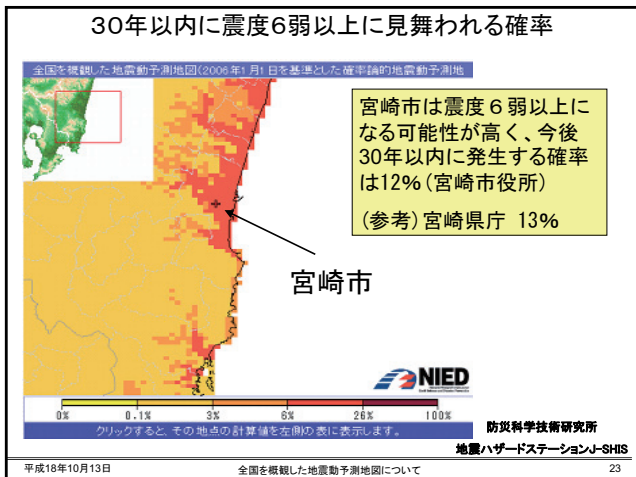 30年以内に震度6弱以上に見舞われる確率
全国を概観した地震動予測地図(2006年1月1日を基準とした確率論的地震動予測地
宮崎市は震度6弱以上に
なる可能性が高く、今後
30年以内に発生する確率
は12%(宮崎市役所)
(参考)宮崎県庁 13%
宮崎市
NIED
0% 0.1% 3% 6% 26% 100%
クリックすると、その地点の計算値を左側の表に表示します。
防災科学技術研究所
地震ハザードステーションJ-SHIS
平成18年10月13日
全国を概観した地震動予測地図について
23